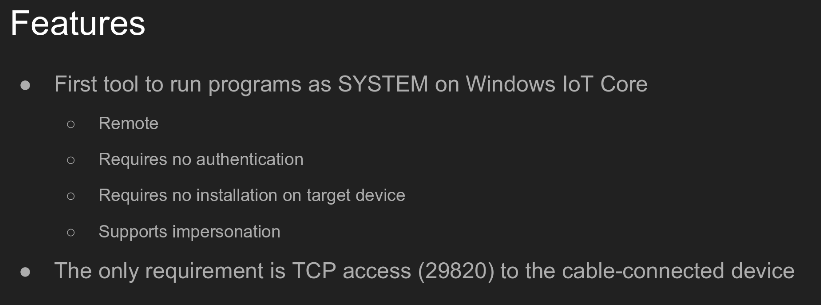 Features
● First tool to run programs as SYSTEM on Windows IoT Core
○ Remote
○ Requires no authentication
○ Requires no installation on target device
○ Supports impersonation
● The only requirement is TCP access (29820) to the cable-connected device